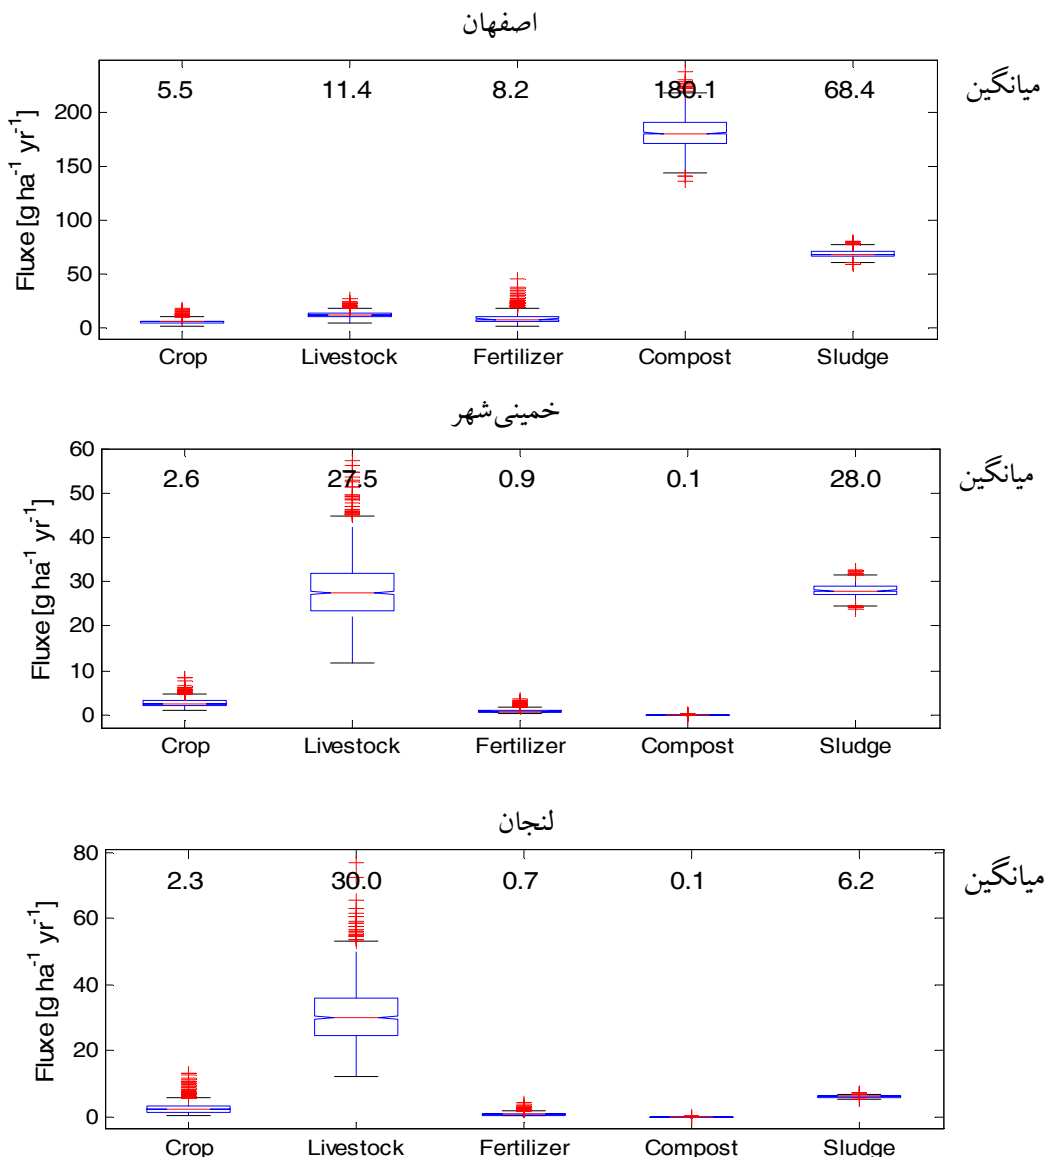 اصفهان
5.5 11.4 8.2 180.1 68.4 میانگین
200
150
100
50
0
Fluxe [g ha-1 yr-1]
Crop Livestock Fertilizer Compost Sludge
خمینی‌شهر
60
2.6 27.5 0.9 0.1 28.0 میانگین
50
40
30
20
10
0
Fluxe [g ha-1 yr-1]
Crop Livestock Fertilizer Compost Sludge
لنجان
80
2.3 30.0 0.7 0.1 6.2 میانگین
60
40
20
0
Fluxe [g ha-1 yr-1]
Crop Livestock Fertilizer Compost Sludge